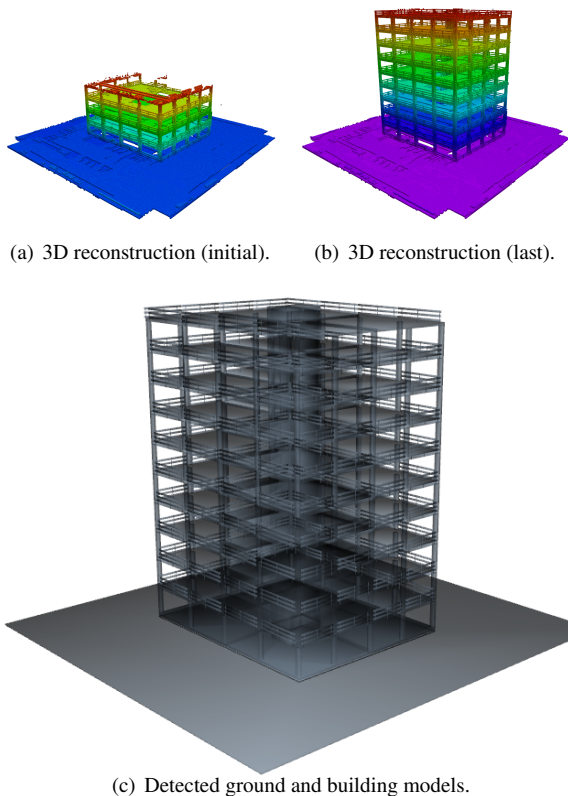 (a) 3D reconstruction (initial).
(b) 3D reconstruction (last).
(c) Detected ground and building models.